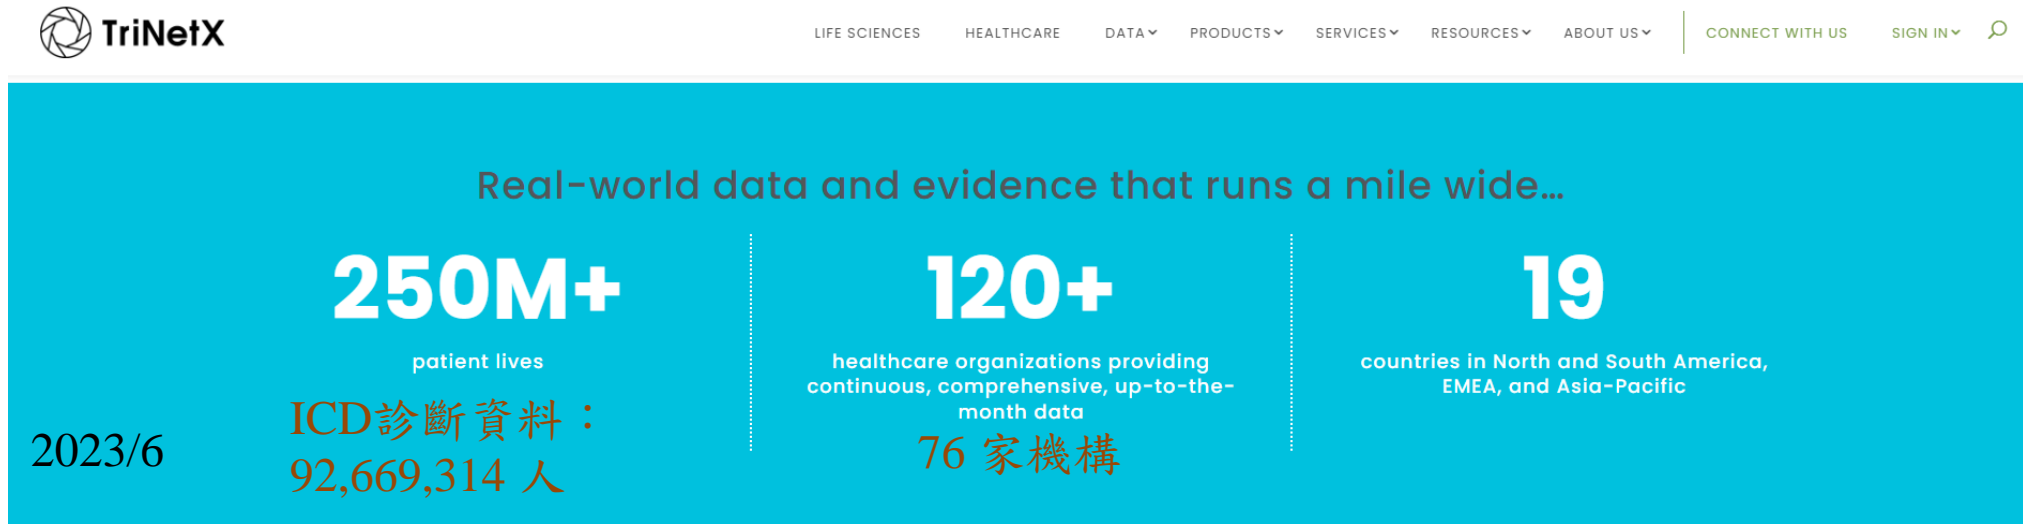 TriNetX
LIFE SCIENCES HEALTHCARE DATA PRODUCTS SERVICES RESOURCES ABOUT US CONNECT WITH US SIGN IN
Real-world data and evidence that runs a mile wide...
250M+
patient lives
ICD診斷資料：
92,669,314 人
120+
healthcare organizations providing
continuous, comprehensive, up-to-the-
month data
76 家機構
19
countries in North and South America,
EMEA, and Asia-Pacific
2023/6